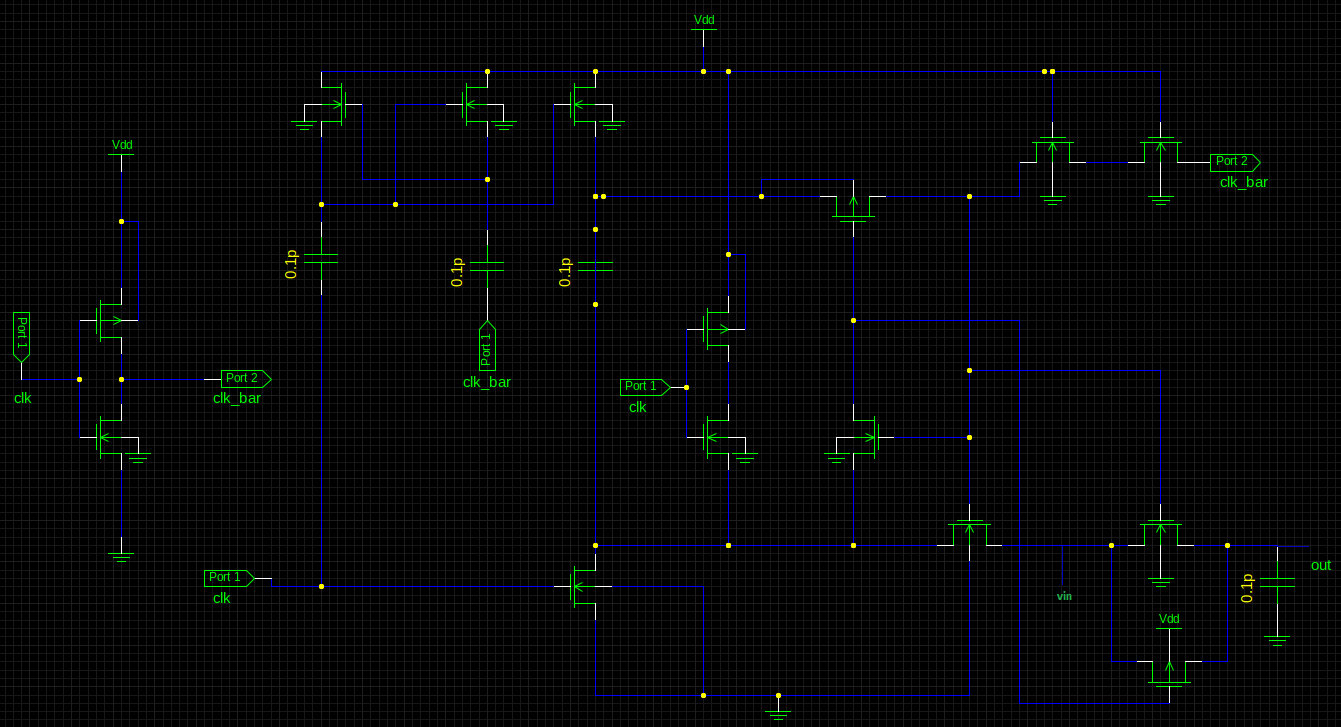 Vdd
Vdd
Port 2
clk_bar
0.1p
0.1p
0.1p
Port 1
clk
Port 1
clk_bar
Port 2
clk_bar
Port 1
clk
Port 1
clk
out
0.1p
vin
Vdd